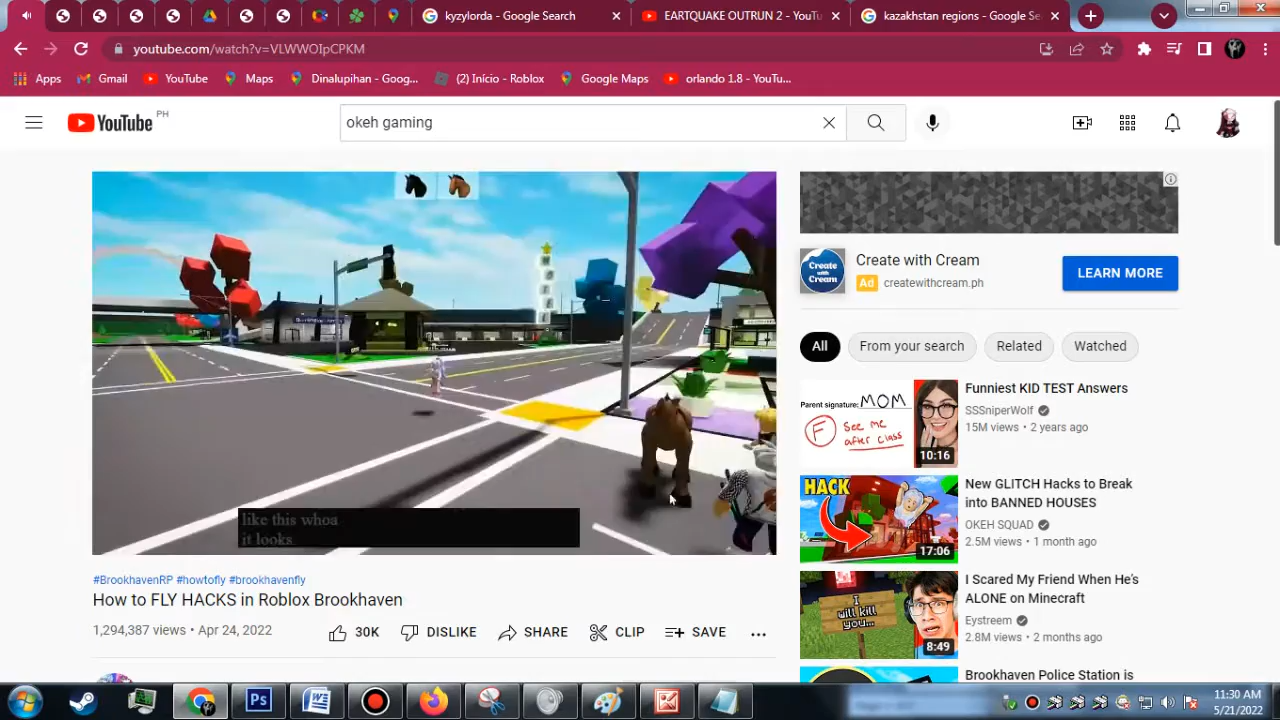 kyzylorda – Google Search
EARTQUAKE OUTRUN 2 - YouTu
kazakhstan regions - Google Se
youtube.com/watch?v=VLWWOIpCPKM
Apps
Gmail
YouTube
Maps
Dinalupihan - Goog...
(2) Início - Roblox
Google Maps
orlando 1.8 - YouTu...
YouTube PH
okeh gaming
Create with Cream
Create with Cream
Ad createwithcream.ph
LEARN MORE
All
From your search
Related
Watched
like this whoa
it looks
#BrookhavenRP #howtofly #brookhavenfly
How to FLY HACKS in Roblox Brookhaven
1,294,387 views • Apr 24, 2022
30K
DISLIKE
SHARE
CLIP
SAVE
Parent signature: MOM
F See me
after class
10:16
Funniest KID TEST Answers
SSSniperWolf
15M views • 2 years ago
HACK
17:06
New GLITCH Hacks to Break
into BANNED HOUSES
OKEH SQUAD
2.5M views • 1 month ago
I
will kill
you...
8:49
I Scared My Friend When He's
ALONE on Minecraft
Eystreem
2.8M views • 2 months ago
Brookhaven Police Station is
Ps
W
11:30 AM
5/21/2022